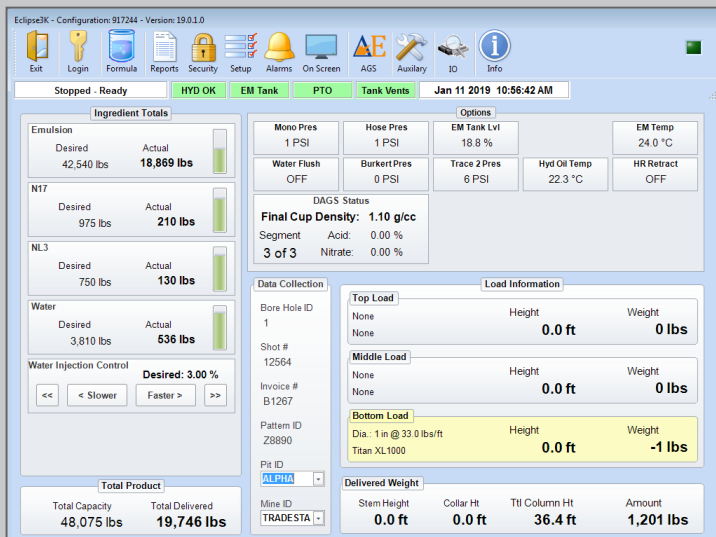 Eclipse3K - Configuration: 917244 - Version: 19.0.1.0
Exit Login Formula Reports Security Setup Alarms On Screen AGS Auxilary IO Info
Stopped - Ready HYD OK EM Tank PTO Tank Vents Jan 11 2019 10:56:42 AM
Ingredient Totals
Emulsion
Desired Actual
42,540 lbs 18,869 lbs
N17
Desired Actual
975 lbs 210 lbs
NL3
Desired Actual
750 lbs 130 lbs
Water
Desired Actual
3,810 lbs 536 lbs
Water Injection Control
Desired: 3.00 %
<< < Slower Faster > >>
Total Product
Total Capacity Total Delivered
48,075 lbs 19,746 lbs
Options
Mono Pres Hose Pres EM Tank Lvl EM Temp
1 PSI 1 PSI 18.8 % 24.0 °C
Water Flush Burkert Pres Trace 2 Pres Hyd Oil Temp HR Retract
OFF 0 PSI 6 PSI 22.3 °C OFF
DAGS Status
Final Cup Density: 1.10 g/cc
Segment Acid: 0.00 %
3 of 3 Nitrate: 0.00 %
Data Collection
Bore Hole ID
1
Shot #
12564
Invoice #
B1267
Pattern ID
Z8890
Pit ID
ALPHA
Mine ID
TRADESTA
Load Information
Top Load
None Height Weight
None 0.0 ft 0 lbs
Middle Load
None Height Weight
None 0.0 ft 0 lbs
Bottom Load
Dia.: 1 in @ 33.0 lbs/ft Height Weight
Titan XL1000 0.0 ft -1 lbs
Delivered Weight
Stem Height Collar Ht Ttl Column Ht Amount
0.0 ft 0.0 ft 36.4 ft 1,201 lbs